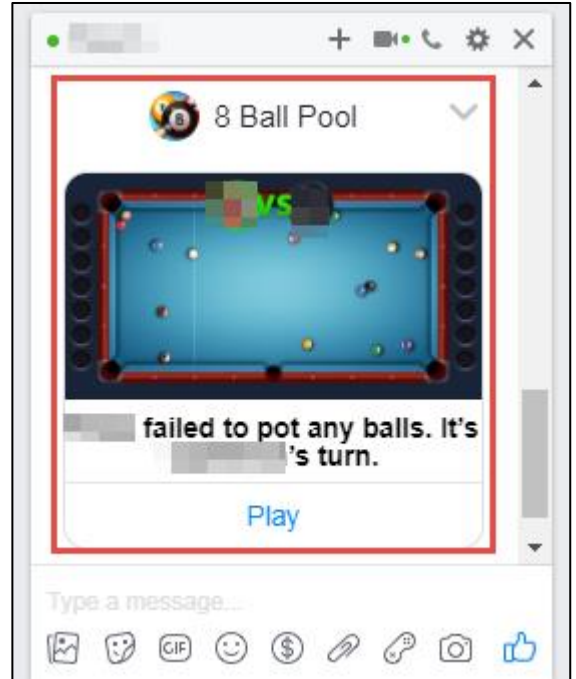 8 Ball Pool
vs
failed to pot any balls. It's
's turn.
Play
Type a message...
GIF